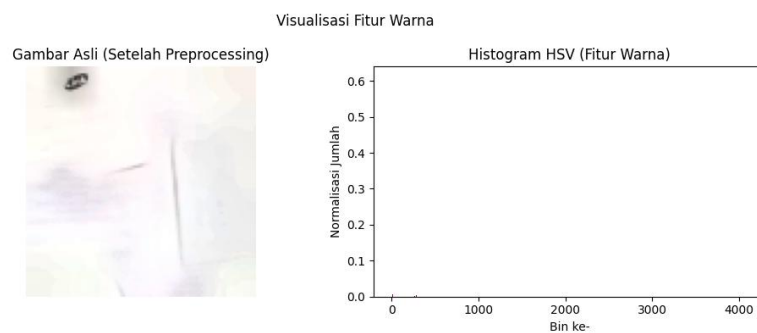 Visualisasi Fitur Warna
Gambar Asli (Setelah Preprocessing)
Histogram HSV (Fitur Warna)
0.6
0.5
0.4
0.3
0.2
0.1
0.0
Normalisasi Jumlah
0 1000 2000 3000 4000
Bin ke-